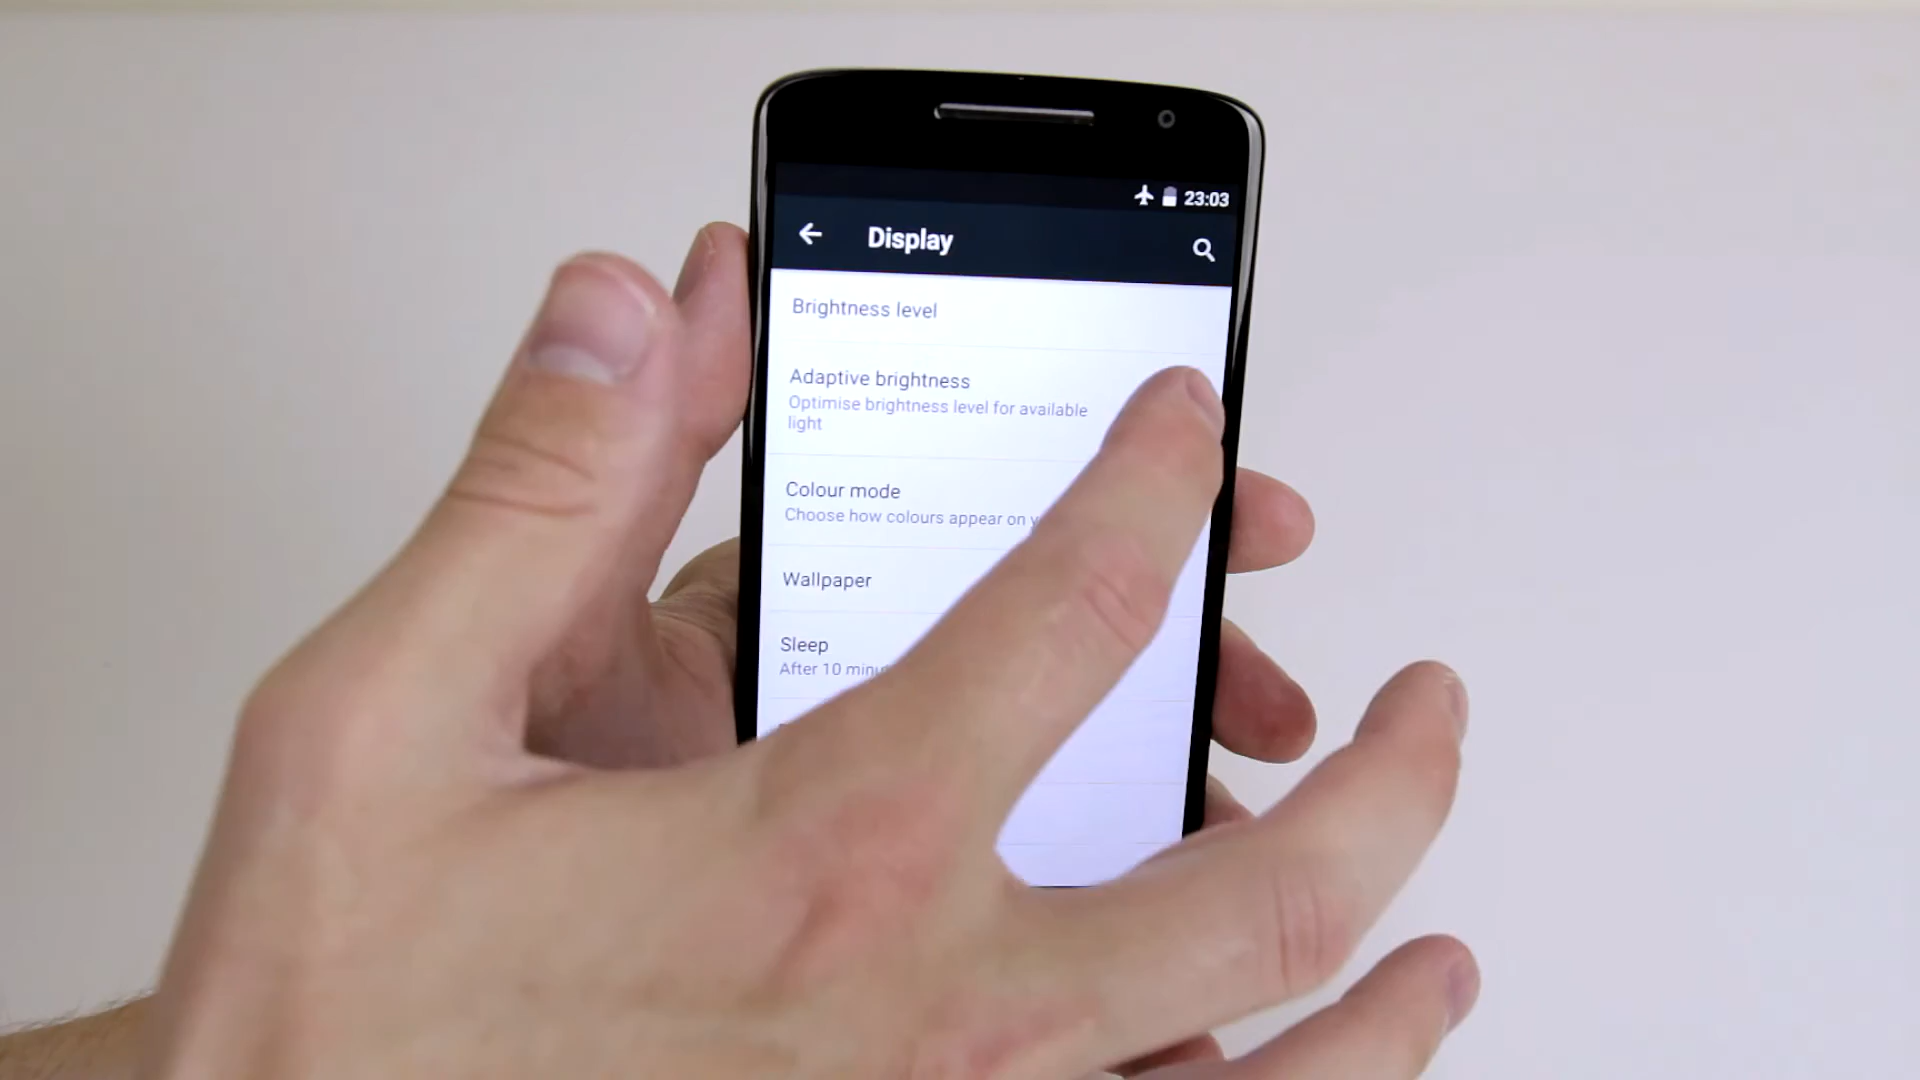 23:03
Display
Brightness level
Adaptive brightness
Optimise brightness level for available
light
Colour mode
Choose how colours appear on
Wallpaper
Sleep
After 10